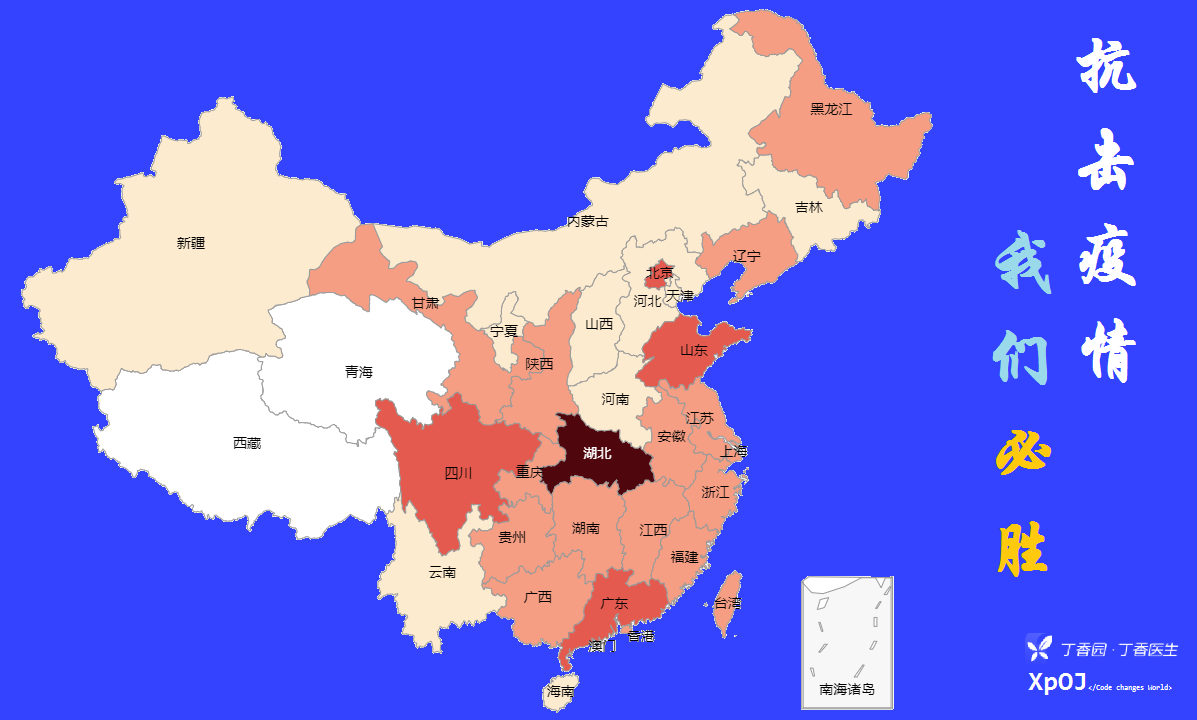 抗击疫情
我们必胜
黑龙江
吉林
内蒙古
新疆
辽宁
北京
天津
河北
甘肃
山西
宁夏
山东
陕西
青海
河南
江苏
安徽
西藏
上海
湖北
四川
重庆
浙江
湖南
江西
贵州
福建
云南
广西
广东
台湾
香港
澳门
海南
南海诸岛
丁香园 · 丁香医生
XpOJ</Code changes World>